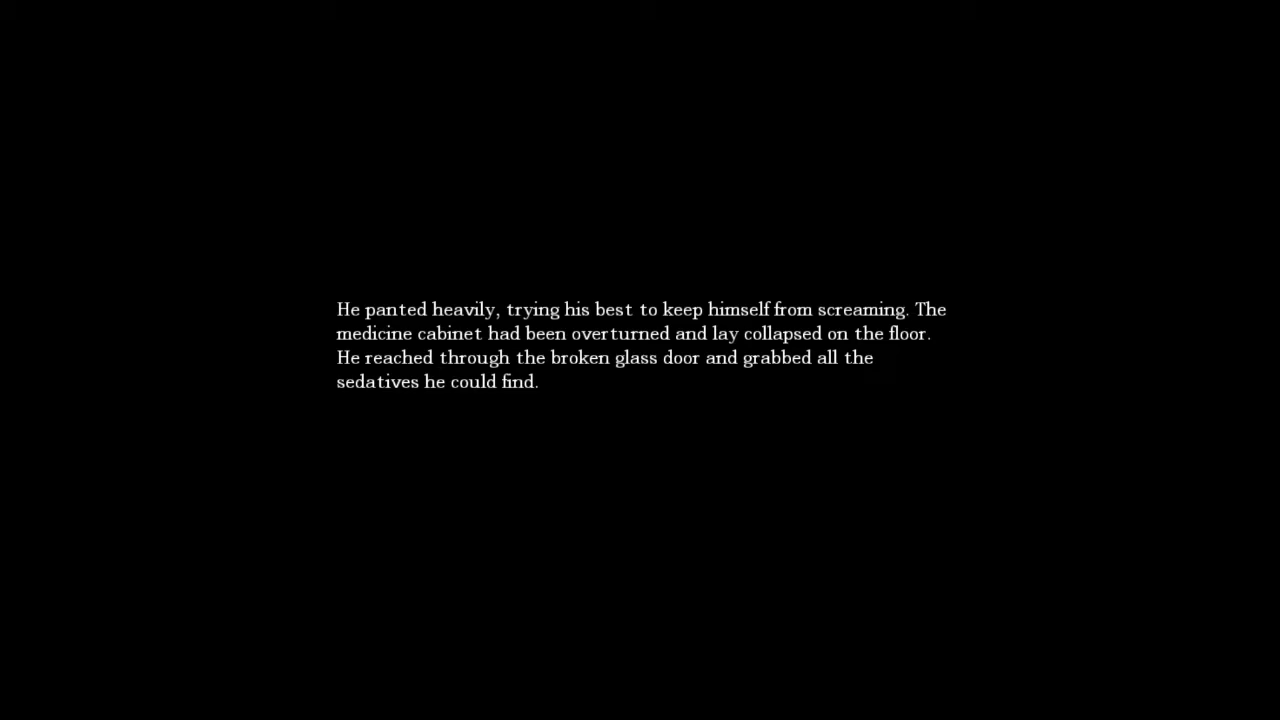 He panted heavily, trying his best to keep himself from screaming. The
medicine cabinet had been overturned and lay collapsed on the floor.
He reached through the broken glass door and grabbed all the
sedatives he could find.